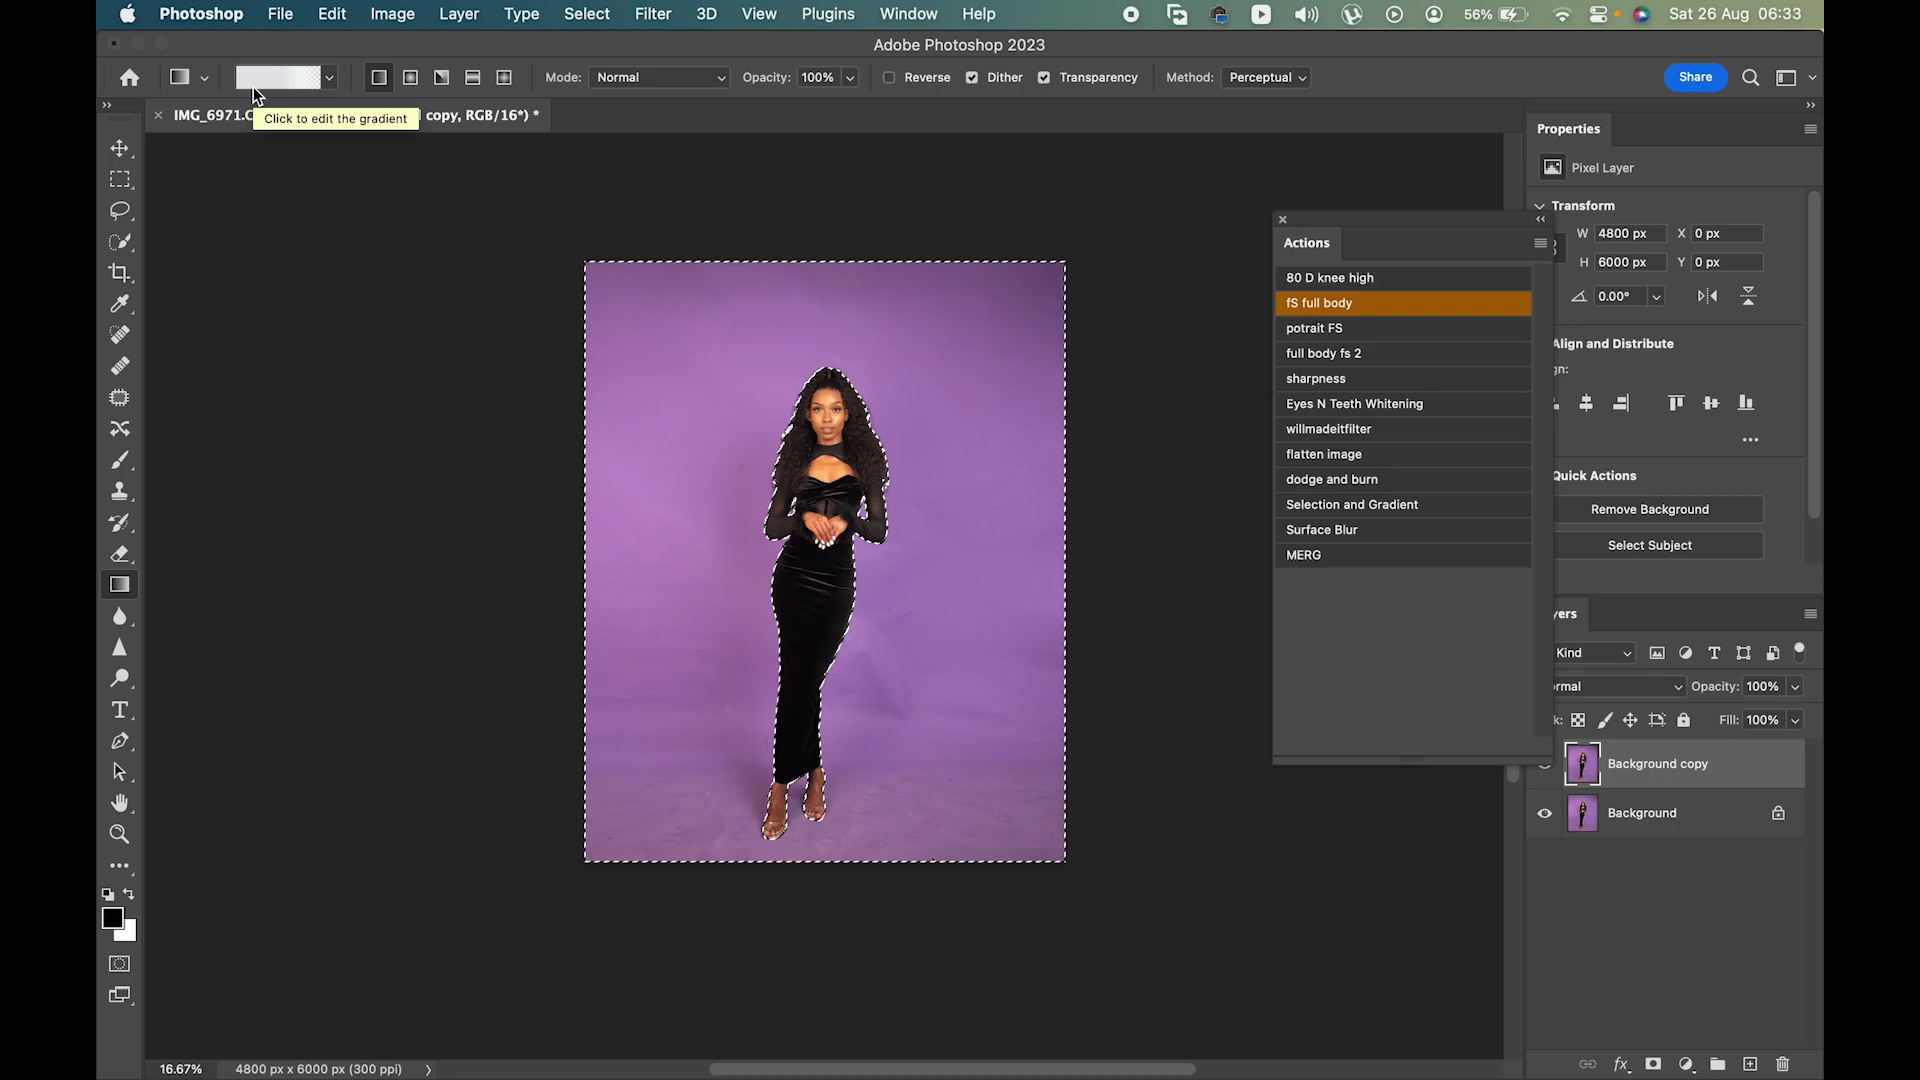 Photoshop File Edit Image Layer Type Select Filter 3D View Plugins Window Help 56% Sat 26 Aug 06:33
Adobe Photoshop 2023
Mode: Normal Opacity: 100% Reverse Dither Transparency Method: Perceptual Share
× IMG_6971.C copy, RGB/16*) *
Click to edit the gradient
Properties
Pixel Layer
Transform
W 4800 px X 0 px
H 6000 px Y 0 px
0.00°
Align and Distribute
gn:
Quick Actions
Remove Background
Select Subject
Actions
80 D knee high
fS full body
potrait FS
full body fs 2
sharpness
Eyes N Teeth Whitening
willmadeitfilter
flatten image
dodge and burn
Selection and Gradient
Surface Blur
MERG
yers
Kind
rmal Opacity: 100%
k: Fill: 100%
Background copy
Background
16.67% 4800 px x 6000 px (300 ppi)